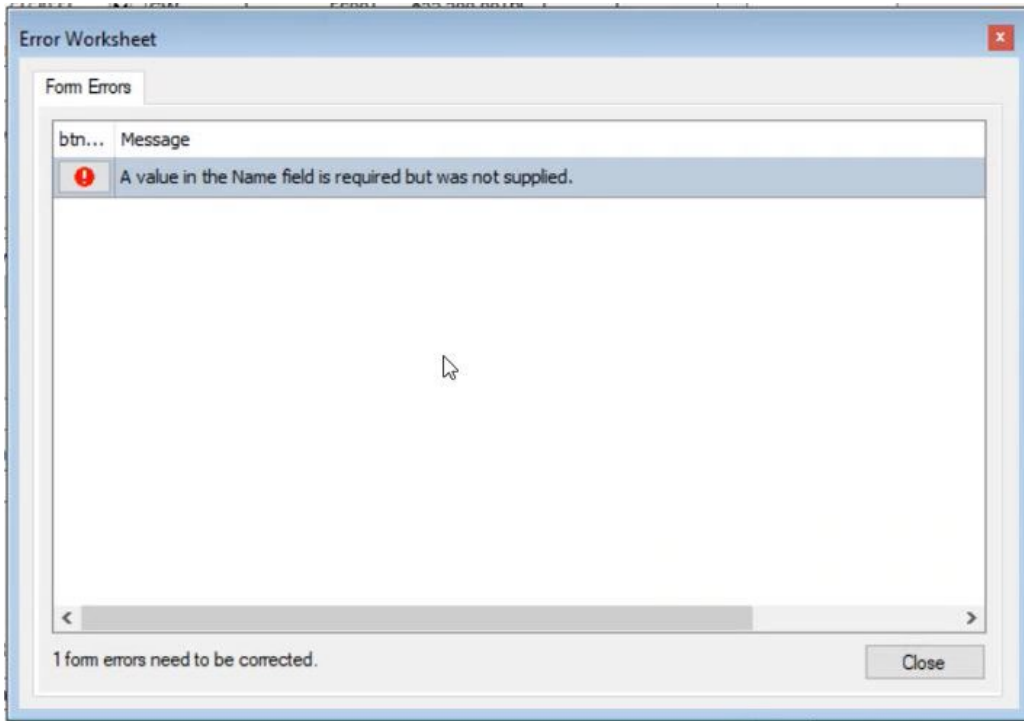 Error Worksheet
x
Form Errors
btn... Message
A value in the Name field is required but was not supplied.
1 form errors need to be corrected.
Close